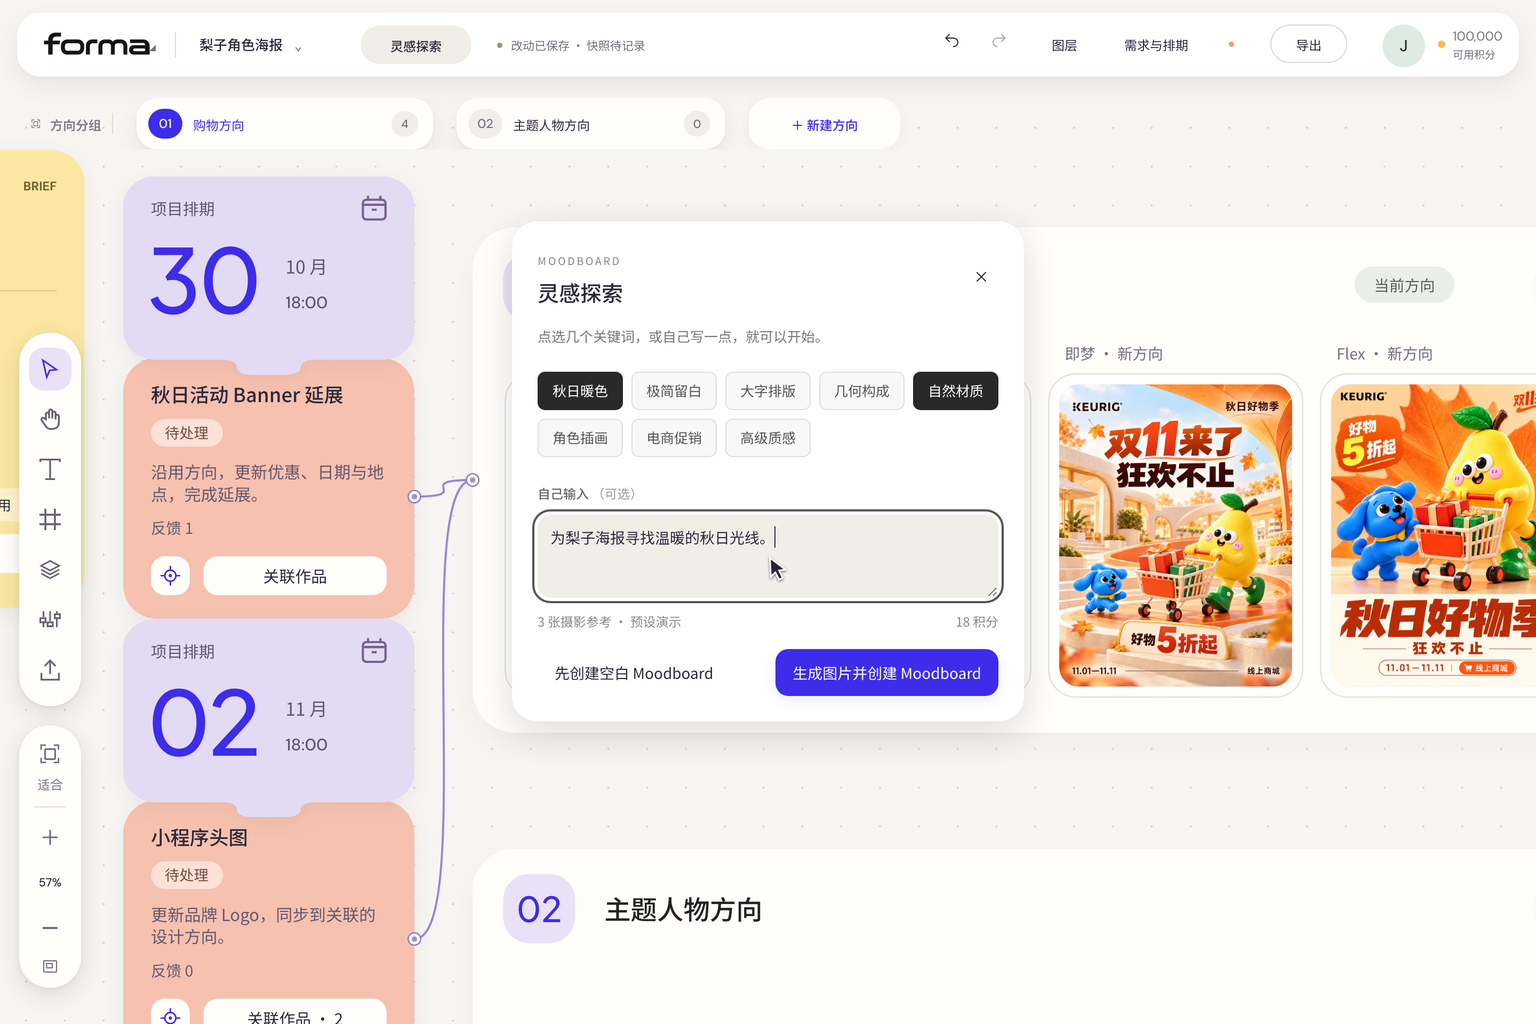 forma
梨子角色海报
灵感探索
改动已保存 · 快照待记录
图层
需求与排期
导出
J
100,000
可用积分
方向分组
01 购物方向 4
02 主题人物方向 0
+ 新建方向
BRIEF
用
适合
57%
项目排期
30
10 月
18:00
秋日活动 Banner 延展
待处理
沿用方向，更新优惠、日期与地
点，完成延展。
反馈 1
关联作品
项目排期
02
11 月
18:00
小程序头图
待处理
更新品牌 Logo，同步到关联的
设计方向。
反馈 0
关联作品 · 2
MOODBOARD
灵感探索
点选几个关键词，或自己写一点，就可以开始。
秋日暖色 极简留白 大字排版 几何构成 自然材质
角色插画 电商促销 高级质感
自己输入（可选）
为梨子海报寻找温暖的秋日光线。
3 张摄影参考 · 预设演示
18 积分
先创建空白 Moodboard
生成图片并创建 Moodboard
当前方向
即梦 · 新方向
KEURIG
秋日好物季
双11来了
狂欢不止
好物5折起
11.01—11.11
线上商城
Flex · 新方向
KEURIG
双11
好物
5折起
秋日好物季
狂欢不止
11.01 — 11.11
线上商城
02
主题人物方向